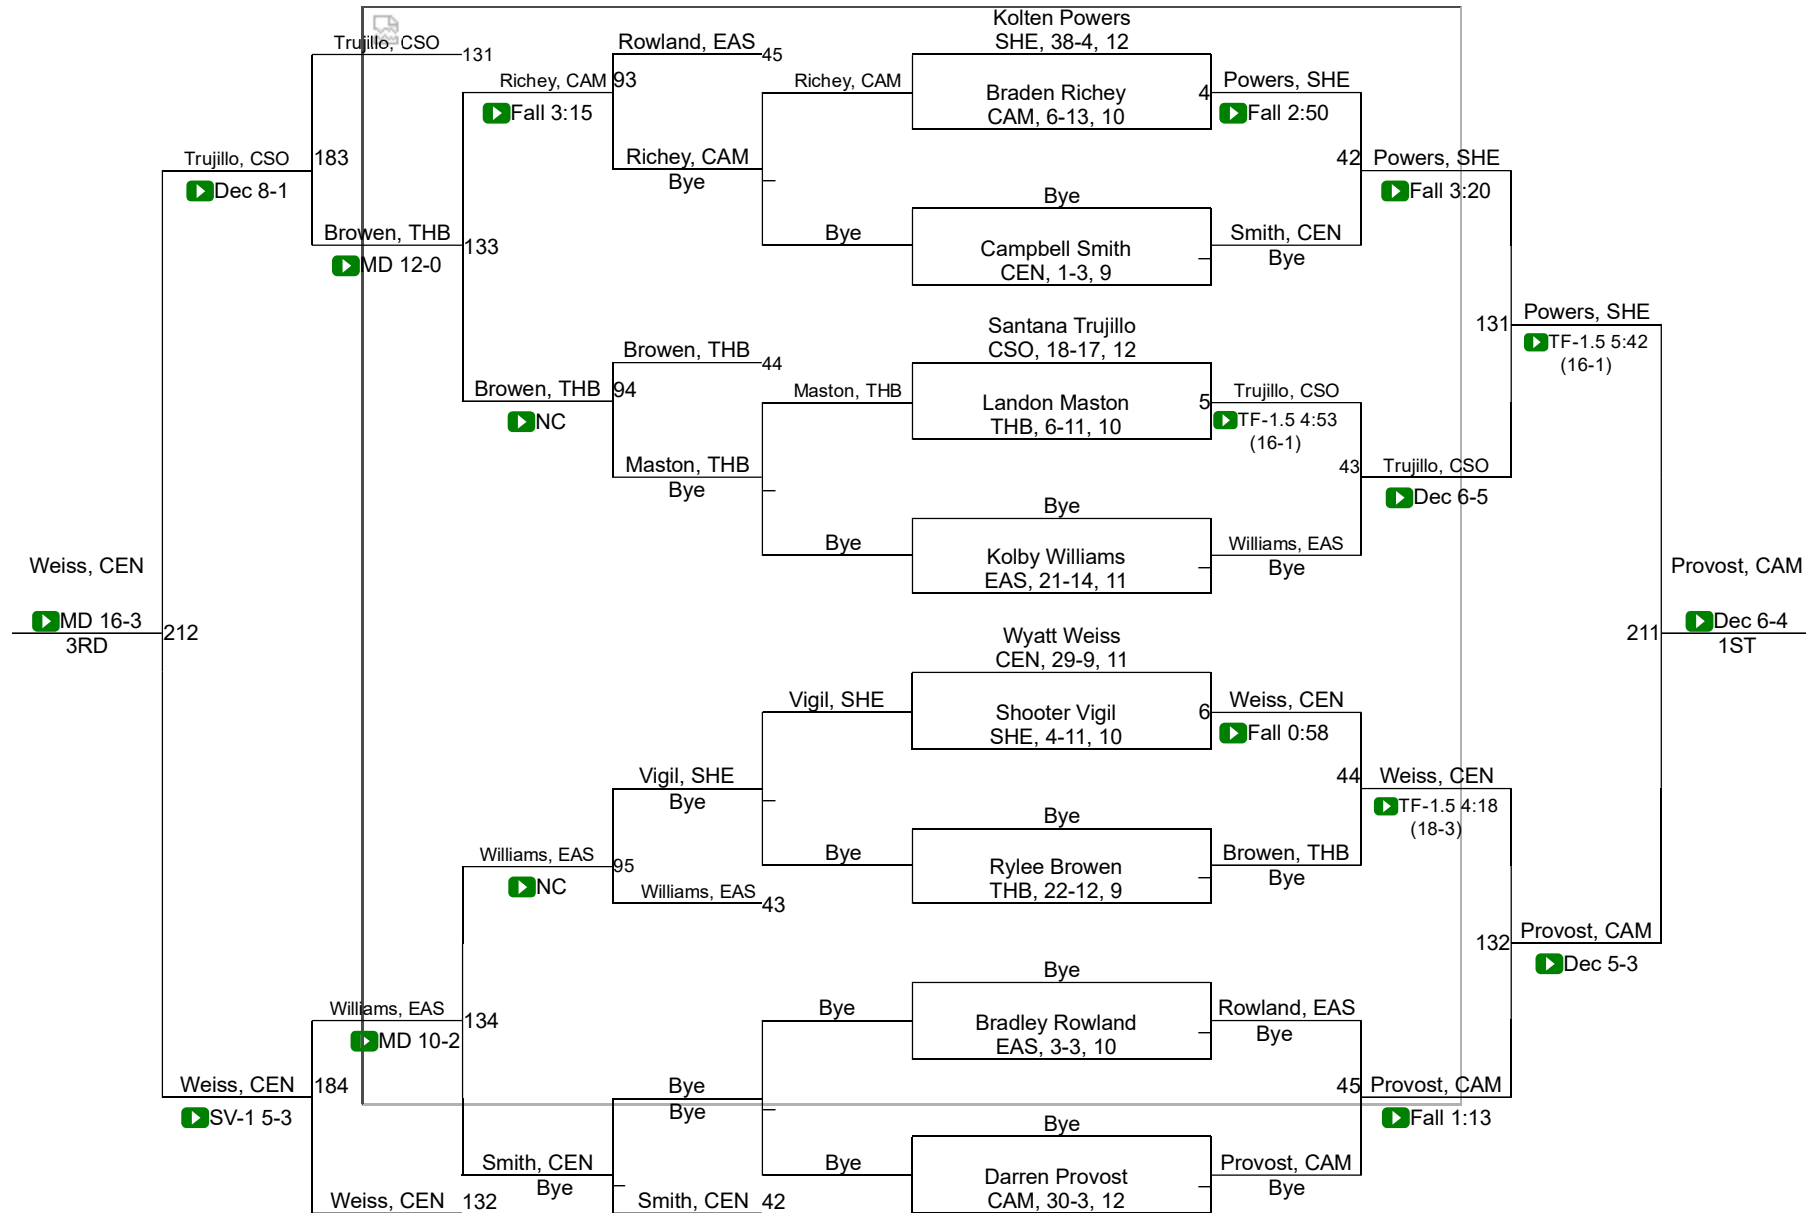 Kolten Powers
Trujillo, CSO
131
Rowland, EAS
45
SHE, 38-4, 12
Richey, CAM
93
Richey, CAM
Braden Richey
4
Powers, SHE
Fall 3:15
CAM, 6-13, 10
Fall 2:50
Trujillo, CSO
183
Richey, CAM
42
Powers, SHE
Dec 8-1
Bye
Bye
Fall 3:20
Browen, THB
133
Bye
Campbell Smith
Smith, CEN
MD 12-0
CEN, 1-3, 9
Bye
Santana Trujillo
131
Powers, SHE
Browen, THB
44
CSO, 18-17, 12
TF-1.5 5:42
(16-1)
Browen, THB
94
Maston, THB
Landon Maston
5
Trujillo, CSO
NC
THB, 6-11, 10
TF-1.5 4:53
(16-1)
Maston, THB
43
Trujillo, CSO
Bye
Bye
Dec 6-5
Bye
Kolby Williams
Williams, EAS
EAS, 21-14, 11
Bye
Weiss, CEN
Provost, CAM
MD 16-3
212
Wyatt Weiss
211
Dec 6-4
3RD
CEN, 29-9, 11
1ST
Vigil, SHE
Shooter Vigil
6
Weiss, CEN
SHE, 4-11, 10
Fall 0:58
Vigil, SHE
44
Weiss, CEN
Bye
Bye
TF-1.5 4:18
(18-3)
Williams, EAS
95
Bye
Rylee Browen
Browen, THB
NC
Williams, EAS
43
THB, 22-12, 9
Bye
132
Provost, CAM
Bye
Dec 5-3
Williams, EAS
134
Bye
Bradley Rowland
Rowland, EAS
MD 10-2
EAS, 3-3, 10
Bye
Weiss, CEN
184
Bye
45
Provost, CAM
SV-1 5-3
Bye
Bye
Fall 1:13
Smith, CEN
Bye
Darren Provost
Provost, CAM
Bye
Weiss, CEN
132
Smith, CEN
42
CAM, 30-3, 12
Bye